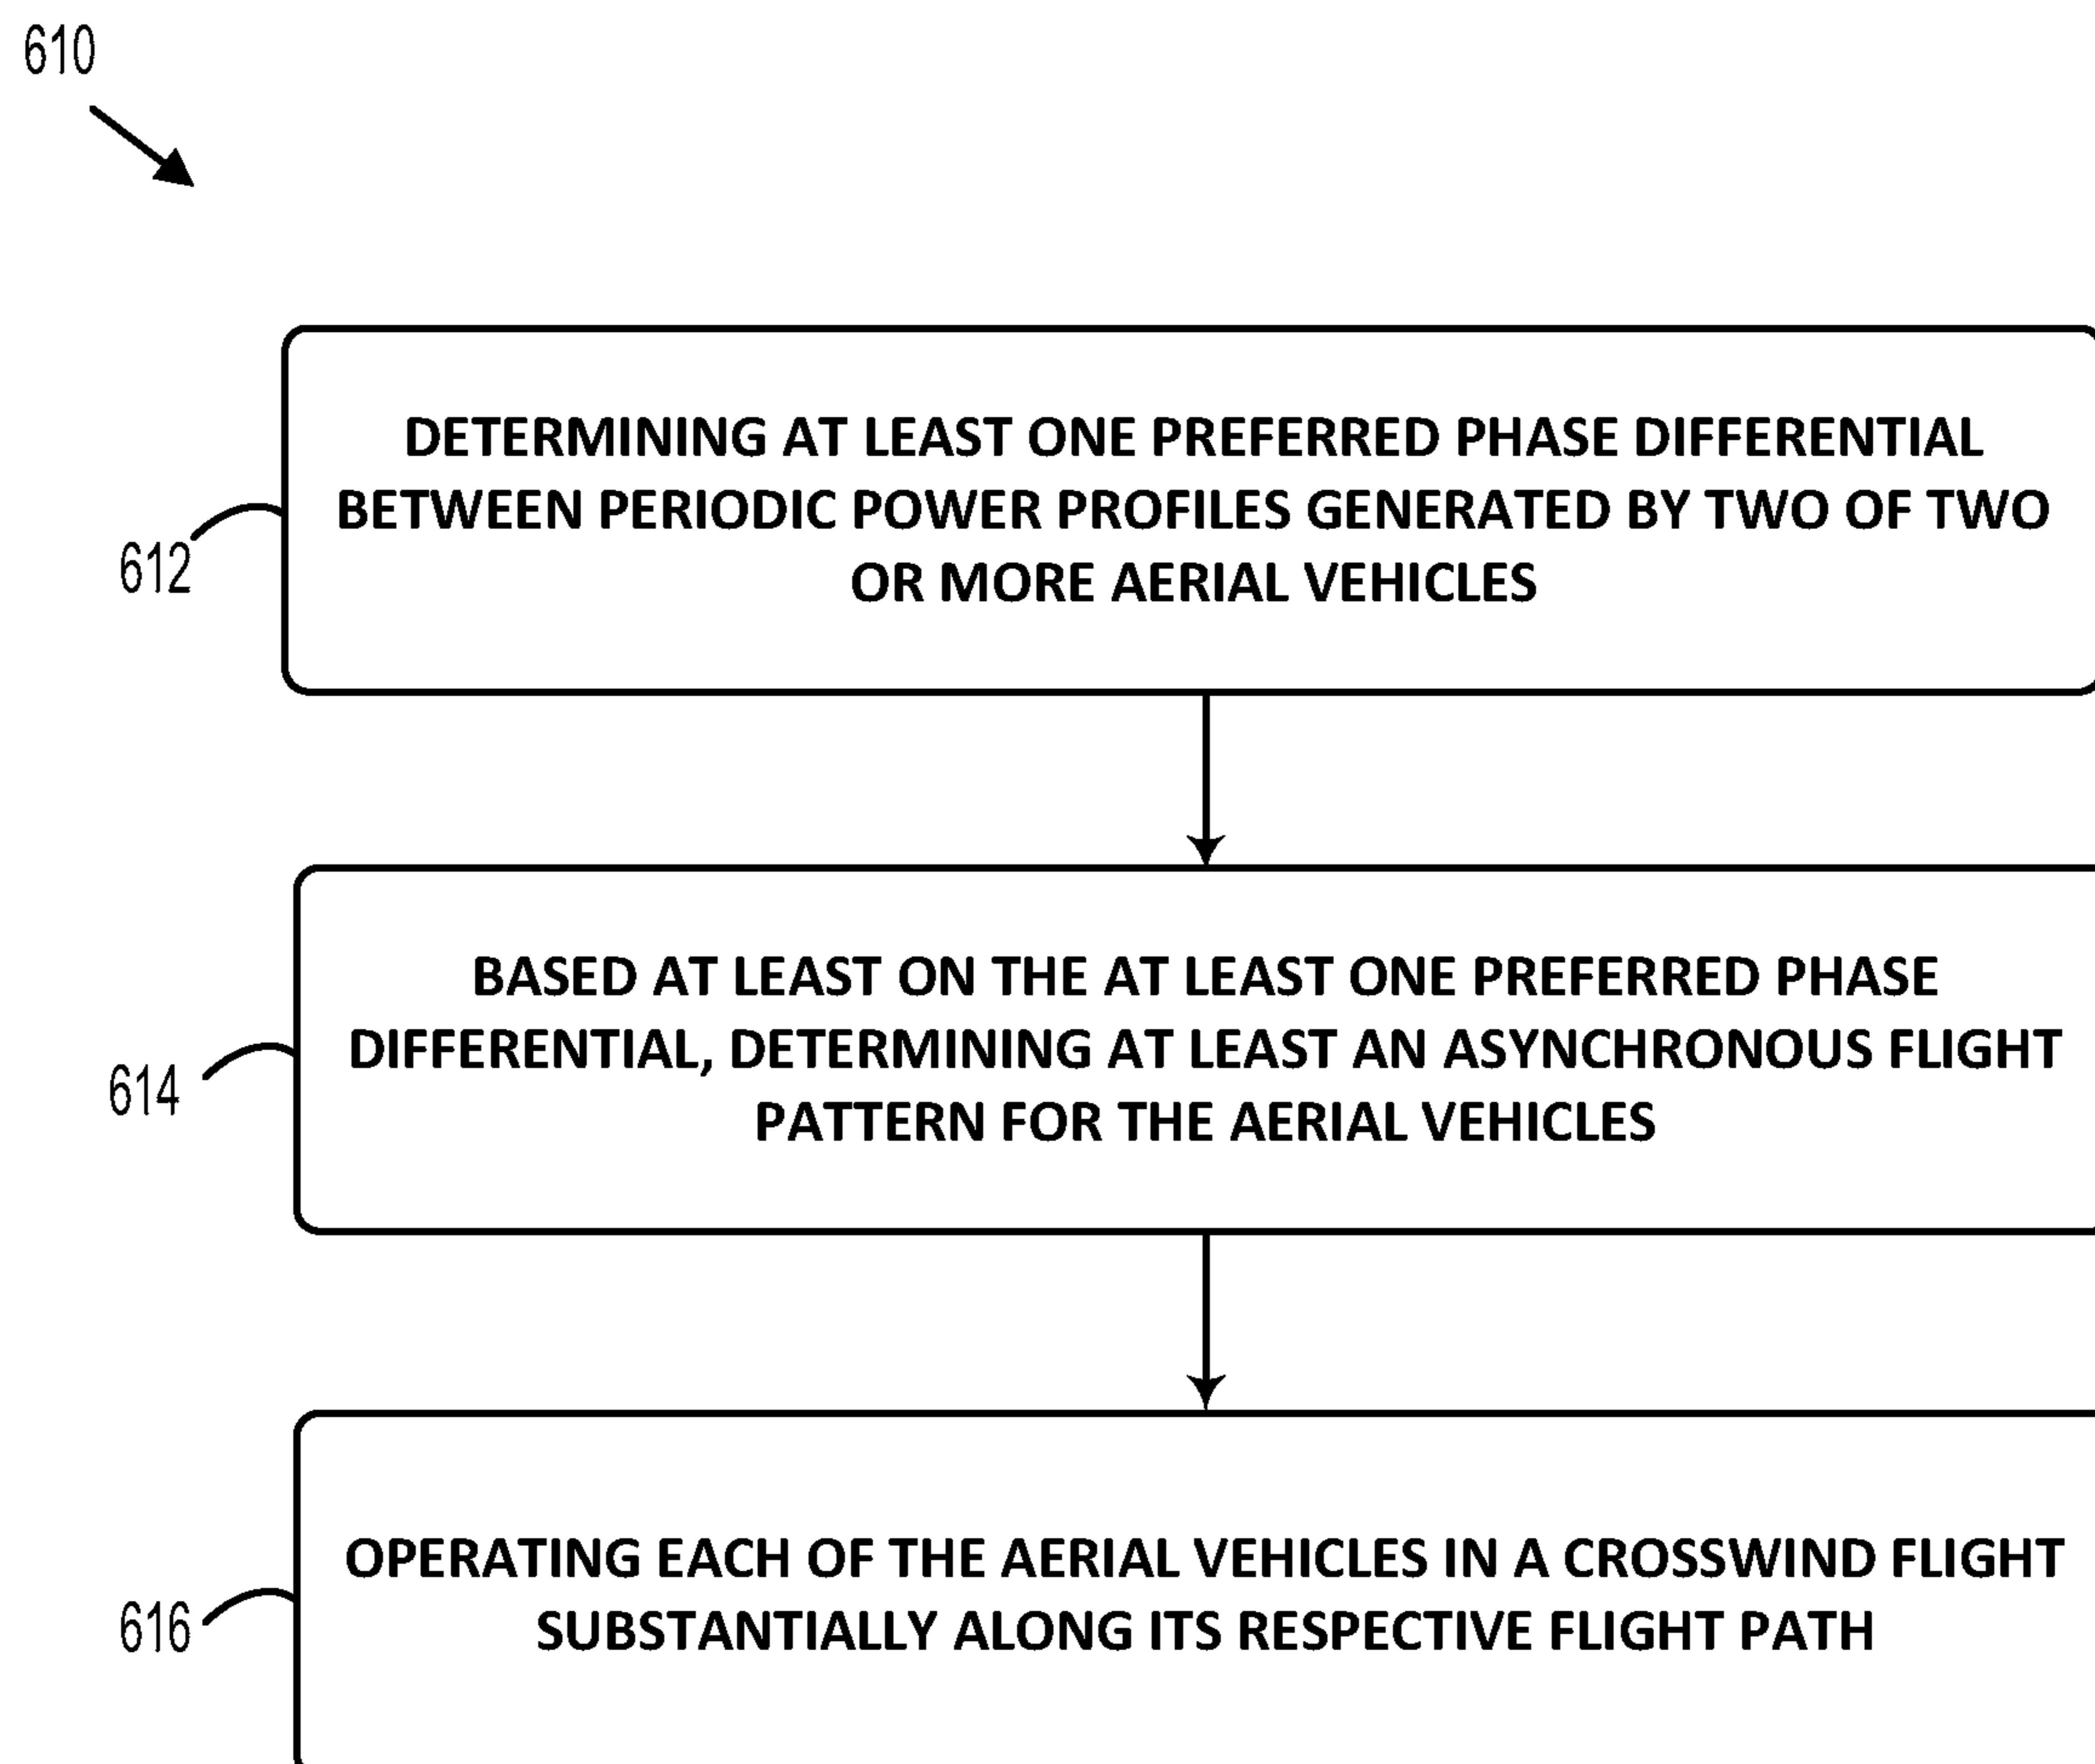 610
DETERMINING AT LEAST ONE PREFERRED PHASE DIFFERENTIAL
BETWEEN PERIODIC POWER PROFILES GENERATED BY TWO OF TWO
OR MORE AERIAL VEHICLES
612
BASED AT LEAST ON THE AT LEAST ONE PREFERRED PHASE
DIFFERENTIAL, DETERMINING AT LEAST AN ASYNCHRONOUS FLIGHT
PATTERN FOR THE AERIAL VEHICLES
614
OPERATING EACH OF THE AERIAL VEHICLES IN A CROSSWIND FLIGHT
SUBSTANTIALLY ALONG ITS RESPECTIVE FLIGHT PATH
616